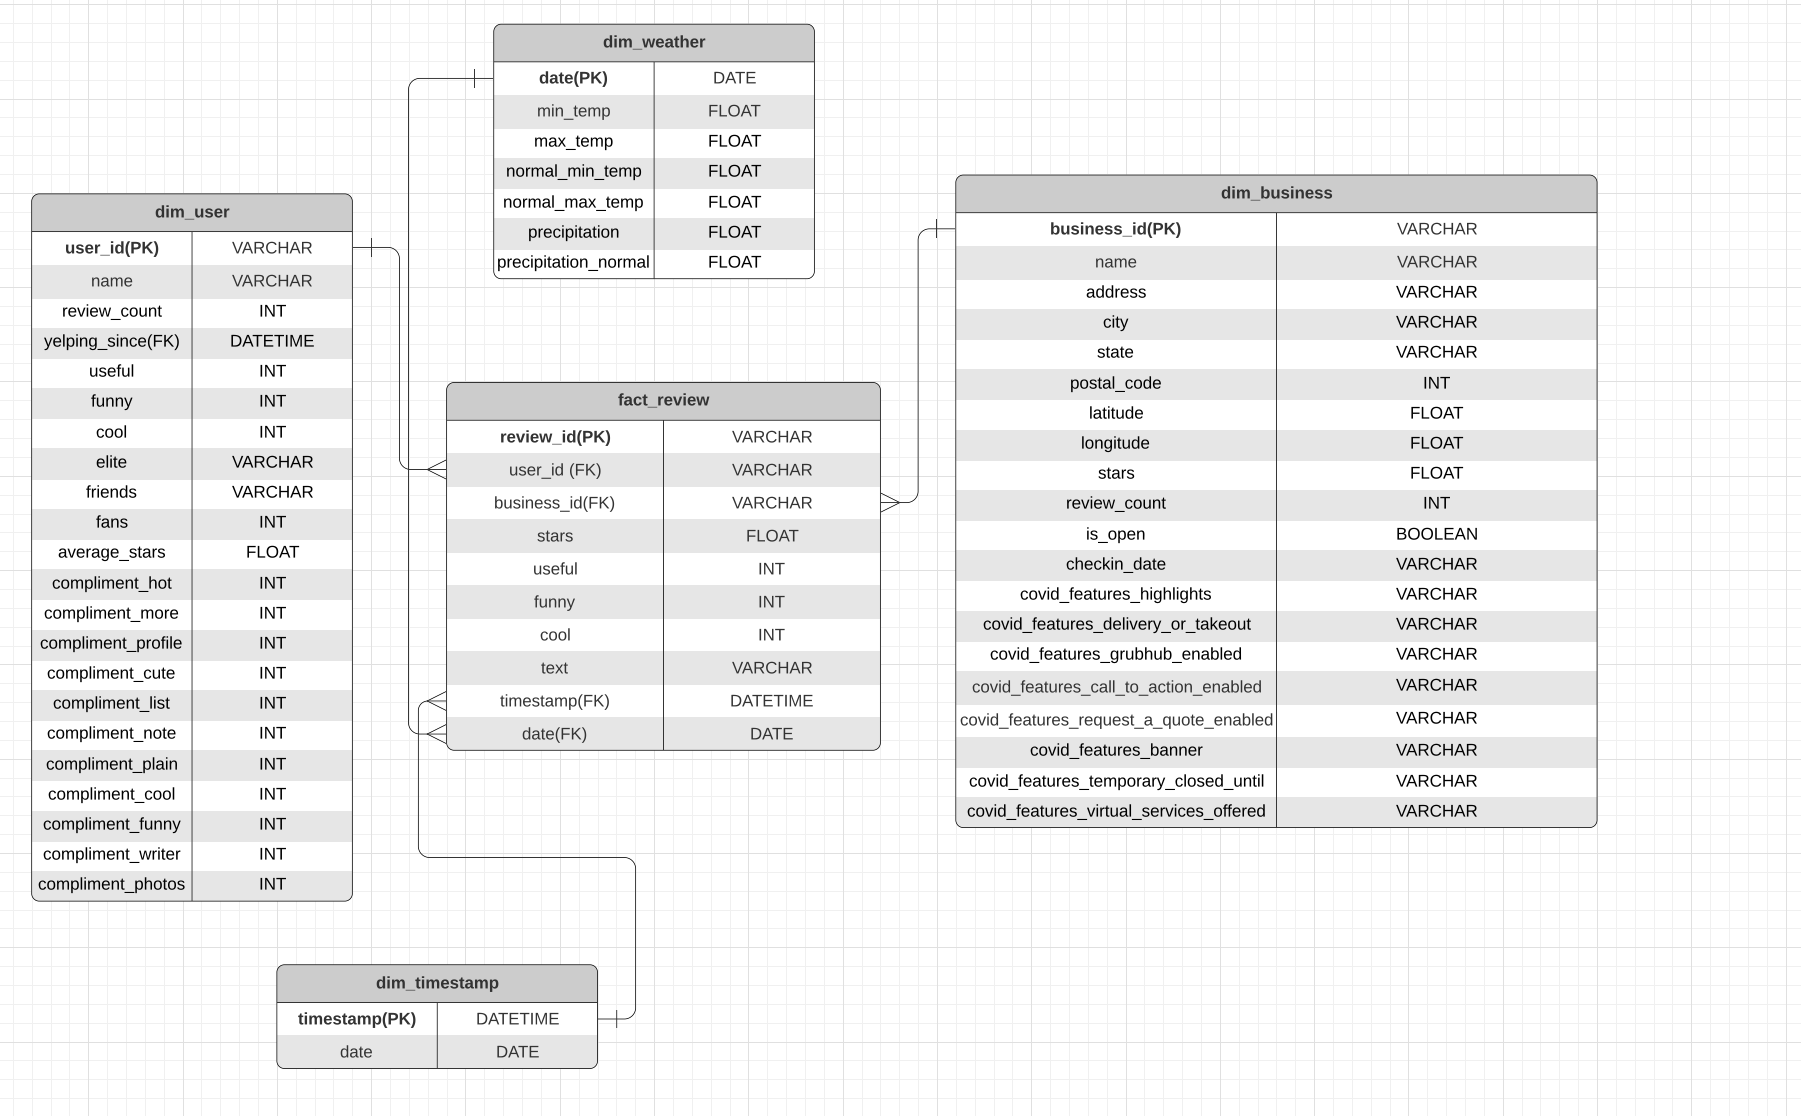 dim_weather
date(PK) DATE
min_temp FLOAT
max_temp FLOAT
normal_min_temp FLOAT
normal_max_temp FLOAT
precipitation FLOAT
precipitation_normal FLOAT
dim_user
user_id(PK) VARCHAR
name VARCHAR
review_count INT
yelping_since(FK) DATETIME
useful INT
funny INT
cool INT
elite VARCHAR
friends VARCHAR
fans INT
average_stars FLOAT
compliment_hot INT
compliment_more INT
compliment_profile INT
compliment_cute INT
compliment_list INT
compliment_note INT
compliment_plain INT
compliment_cool INT
compliment_funny INT
compliment_writer INT
compliment_photos INT
fact_review
review_id(PK) VARCHAR
user_id (FK) VARCHAR
business_id(FK) VARCHAR
stars FLOAT
useful INT
funny INT
cool INT
text VARCHAR
timestamp(FK) DATETIME
date(FK) DATE
dim_business
business_id(PK) VARCHAR
name VARCHAR
address VARCHAR
city VARCHAR
state VARCHAR
postal_code INT
latitude FLOAT
longitude FLOAT
stars FLOAT
review_count INT
is_open BOOLEAN
checkin_date VARCHAR
covid_features_highlights VARCHAR
covid_features_delivery_or_takeout VARCHAR
covid_features_grubhub_enabled VARCHAR
covid_features_call_to_action_enabled VARCHAR
covid_features_request_a_quote_enabled VARCHAR
covid_features_banner VARCHAR
covid_features_temporary_closed_until VARCHAR
covid_features_virtual_services_offered VARCHAR
dim_timestamp
timestamp(PK) DATETIME
date DATE